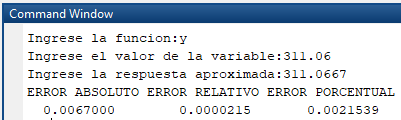 Command Window
Ingrese la funcion:y
Ingrese el valor de la variable:311.06
Ingrese la respuesta aproximada:311.0667
ERROR ABSOLUTO ERROR RELATIVO ERROR PORCENTUAL
0.0067000 0.0000215 0.0021539